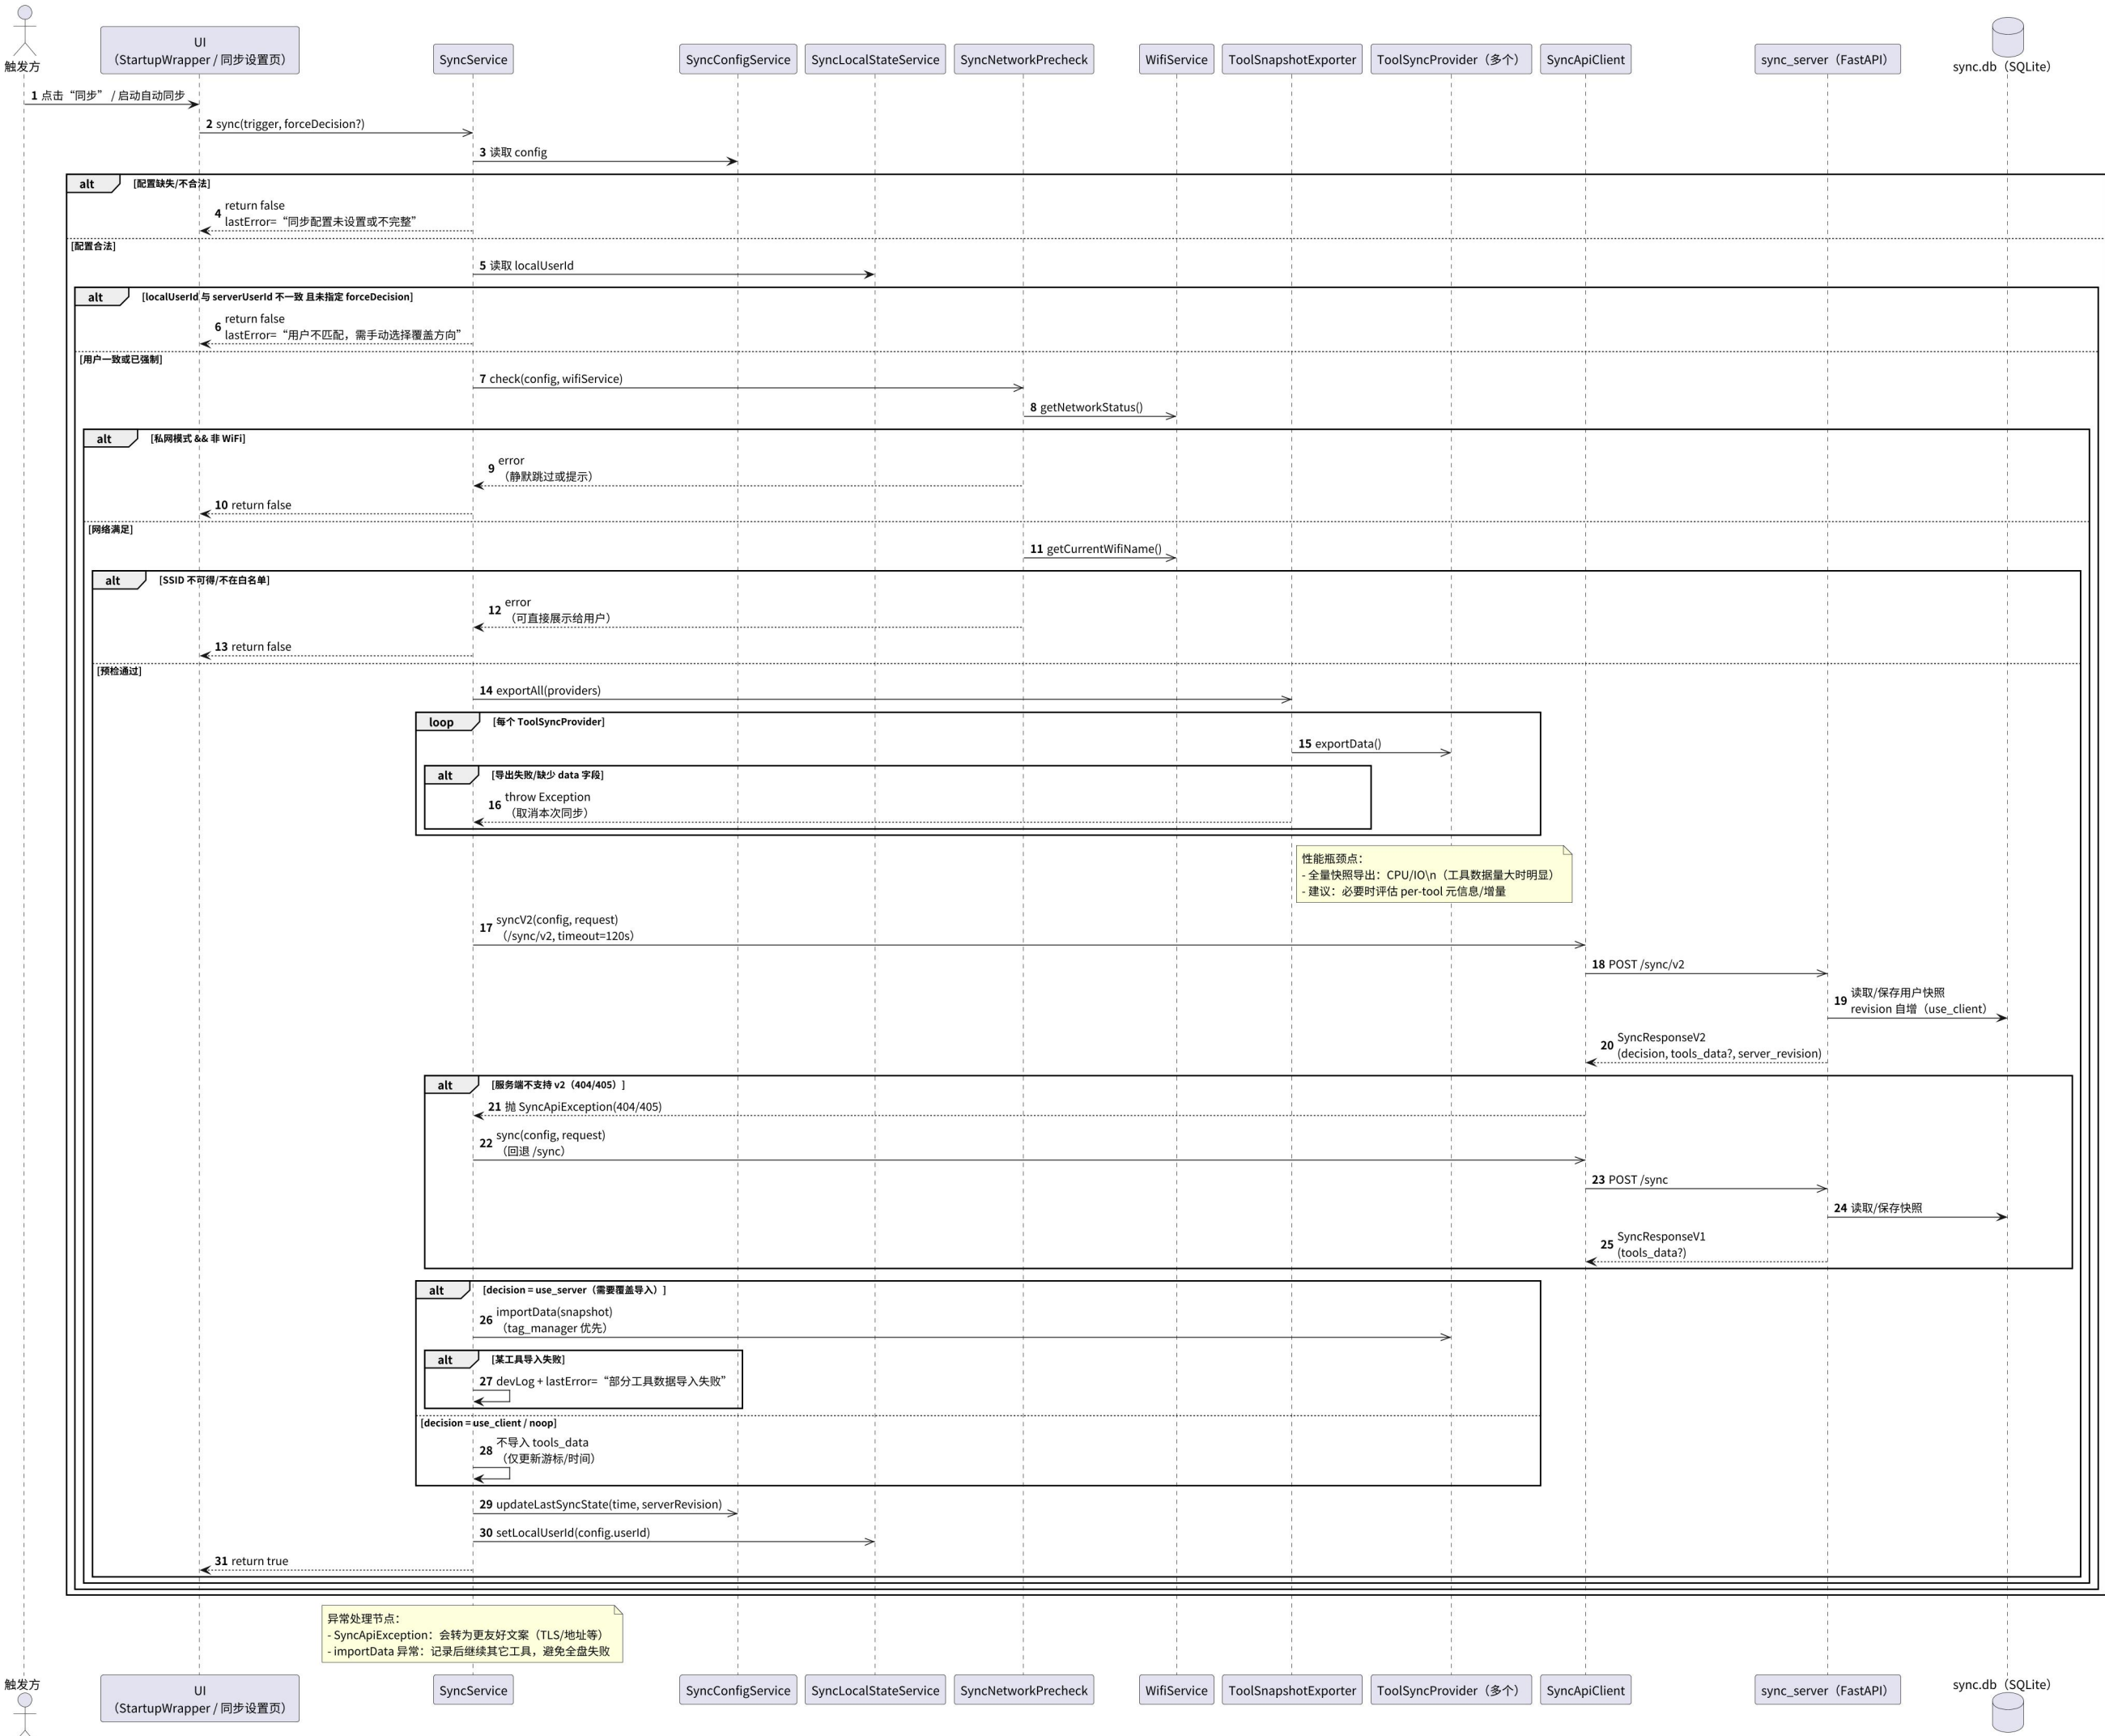 触发方
UI
（StartupWrapper / 同步设置页）
SyncService
SyncConfigService
SyncLocalStateService
SyncNetworkPrecheck
WifiService
ToolSnapshotExporter
ToolSyncProvider（多个）
SyncApiClient
sync_server（FastAPI）
sync.db（SQLite）
1 点击“同步” / 启动自动同步
2 sync(trigger, forceDecision?)
3 读取 config
alt [配置缺失/不合法]
4 return false
lastError=“同步配置未设置或不完整”
[配置合法]
5 读取 localUserId
alt [localUserId 与 serverUserId 不一致 且未指定 forceDecision]
6 return false
lastError=“用户不匹配，需手动选择覆盖方向”
[用户一致或已强制]
7 check(config, wifiService)
8 getNetworkStatus()
alt [私网模式 && 非 WiFi]
9 error
（静默跳过或提示）
10 return false
[网络满足]
11 getCurrentWifiName()
alt [SSID 不可得/不在白名单]
12 error
（可直接展示给用户）
13 return false
[预检通过]
14 exportAll(providers)
loop [每个 ToolSyncProvider]
15 exportData()
alt [导出失败/缺少 data 字段]
16 throw Exception
（取消本次同步）
性能瓶颈点：
- 全量快照导出：CPU/IO\n（工具数据量大时明显）
- 建议：必要时评估 per-tool 元信息/增量
17 syncV2(config, request)
（/sync/v2, timeout=120s）
18 POST /sync/v2
19 读取/保存用户快照
revision 自增（use_client）
20 SyncResponseV2
(decision, tools_data?, server_revision)
alt [服务端不支持 v2（404/405）]
21 抛 SyncApiException(404/405)
22 sync(config, request)
（回退 /sync）
23 POST /sync
24 读取/保存快照
25 SyncResponseV1
(tools_data?)
alt [decision = use_server（需要覆盖导入）]
26 importData(snapshot)
（tag_manager 优先）
alt [某工具导入失败]
27 devLog + lastError=“部分工具数据导入失败”
[decision = use_client / noop]
28 不导入 tools_data
（仅更新游标/时间）
29 updateLastSyncState(time, serverRevision)
30 setLocalUserId(config.userId)
31 return true
异常处理节点：
- SyncApiException：会转为更友好文案（TLS/地址等）
- importData 异常：记录后继续其它工具，避免全盘失败
触发方
UI
（StartupWrapper / 同步设置页）
SyncService
SyncConfigService
SyncLocalStateService
SyncNetworkPrecheck
WifiService
ToolSnapshotExporter
ToolSyncProvider（多个）
SyncApiClient
sync_server（FastAPI）
sync.db（SQLite）